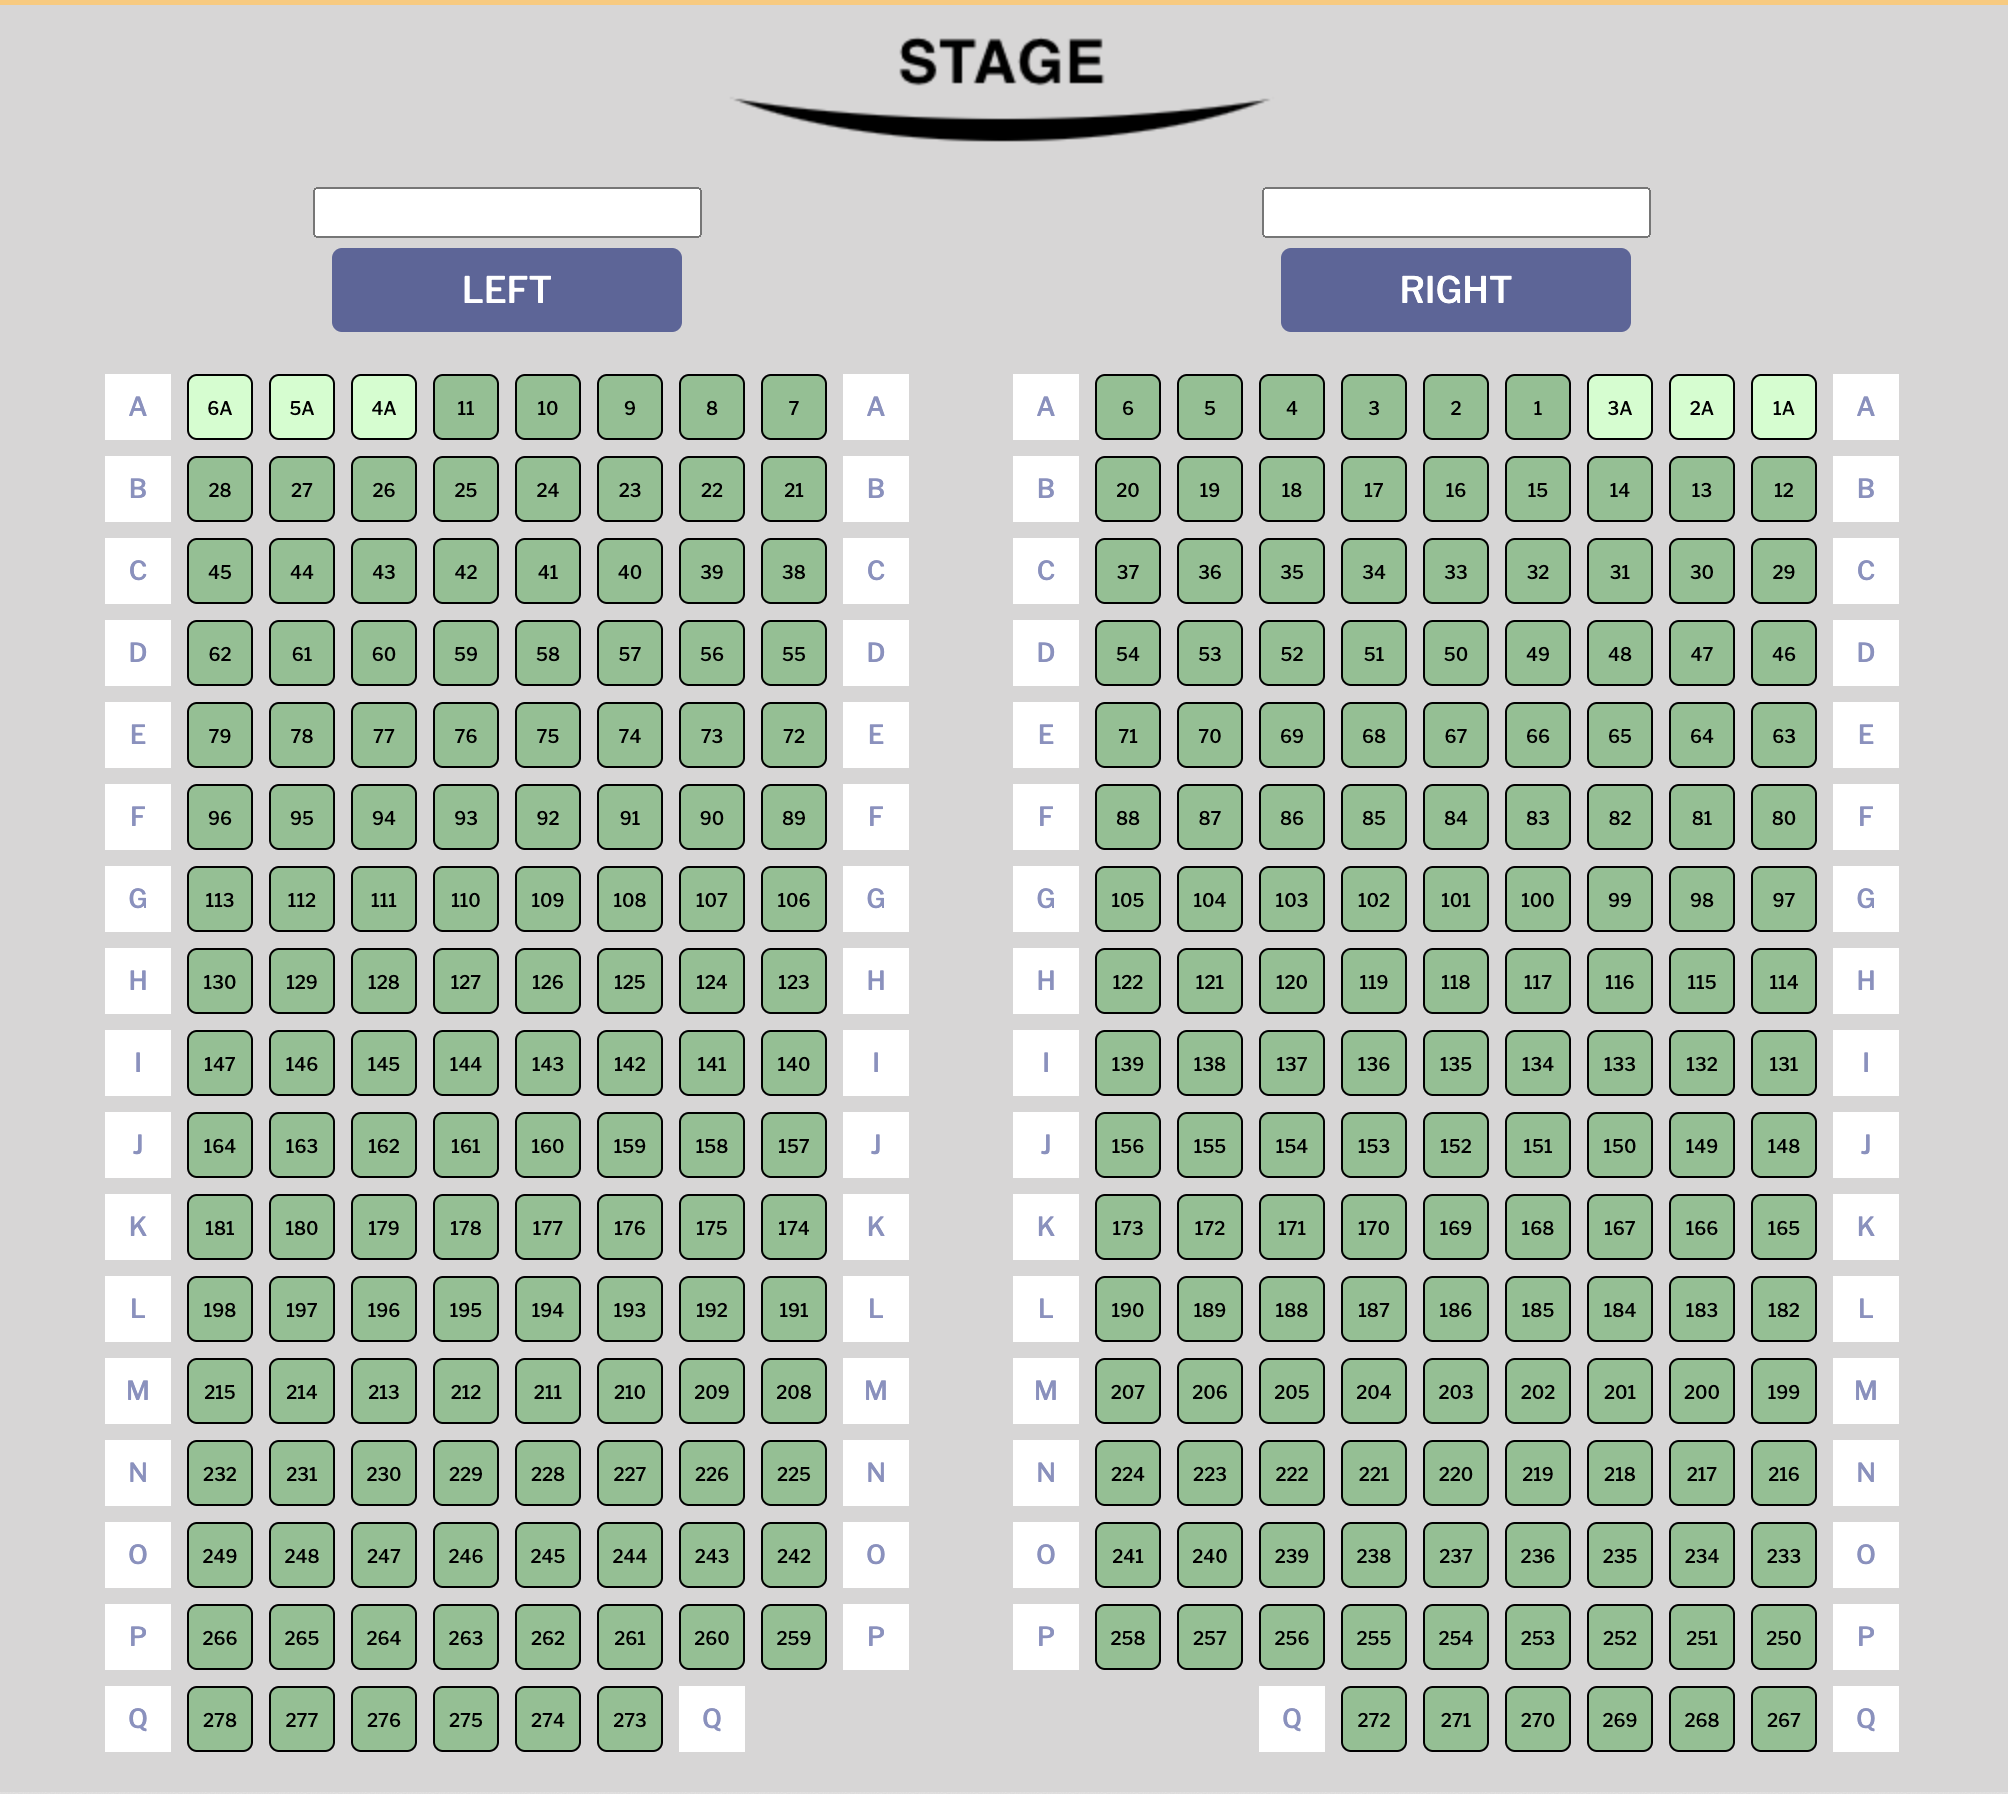 STAGE
LEFT RIGHT
A 6A 5A 4A 11 10 9 8 7 A A 6 5 4 3 2 1 3A 2A 1A A
B 28 27 26 25 24 23 22 21 B B 20 19 18 17 16 15 14 13 12 B
C 45 44 43 42 41 40 39 38 C C 37 36 35 34 33 32 31 30 29 C
D 62 61 60 59 58 57 56 55 D D 54 53 52 51 50 49 48 47 46 D
E 79 78 77 76 75 74 73 72 E E 71 70 69 68 67 66 65 64 63 E
F 96 95 94 93 92 91 90 89 F F 88 87 86 85 84 83 82 81 80 F
G 113 112 111 110 109 108 107 106 G G 105 104 103 102 101 100 99 98 97 G
H 130 129 128 127 126 125 124 123 H H 122 121 120 119 118 117 116 115 114 H
I 147 146 145 144 143 142 141 140 I I 139 138 137 136 135 134 133 132 131 I
J 164 163 162 161 160 159 158 157 J J 156 155 154 153 152 151 150 149 148 J
K 181 180 179 178 177 176 175 174 K K 173 172 171 170 169 168 167 166 165 K
L 198 197 196 195 194 193 192 191 L L 190 189 188 187 186 185 184 183 182 L
M 215 214 213 212 211 210 209 208 M M 207 206 205 204 203 202 201 200 199 M
N 232 231 230 229 228 227 226 225 N N 224 223 222 221 220 219 218 217 216 N
O 249 248 247 246 245 244 243 242 O O 241 240 239 238 237 236 235 234 233 O
P 266 265 264 263 262 261 260 259 P P 258 257 256 255 254 253 252 251 250 P
Q 278 277 276 275 274 273 Q Q 272 271 270 269 268 267 Q